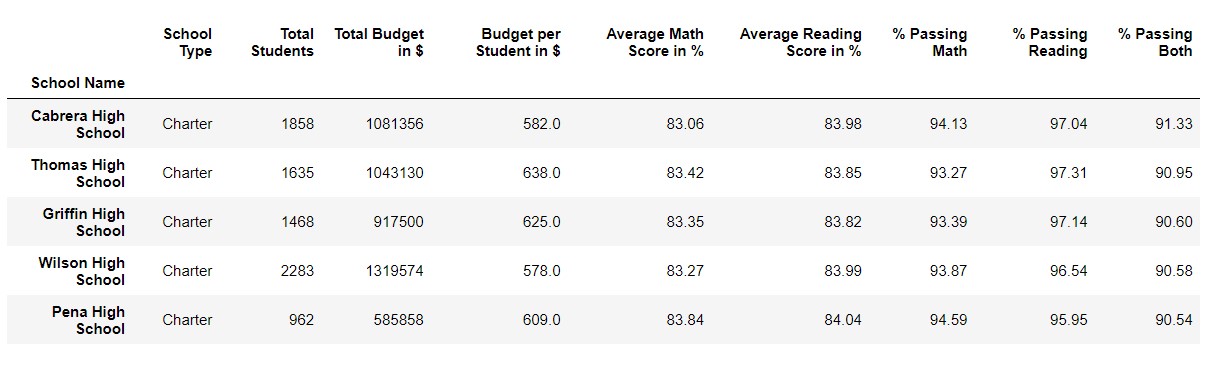 School Type Total Students Total Budget in $ Budget per Student in $ Average Math Score in % Average Reading Score in % % Passing Math % Passing Reading % Passing Both
School Name
Cabrera High School Charter 1858 1081356 582.0 83.06 83.98 94.13 97.04 91.33
Thomas High School Charter 1635 1043130 638.0 83.42 83.85 93.27 97.31 90.95
Griffin High School Charter 1468 917500 625.0 83.35 83.82 93.39 97.14 90.60
Wilson High School Charter 2283 1319574 578.0 83.27 83.99 93.87 96.54 90.58
Pena High School Charter 962 585858 609.0 83.84 84.04 94.59 95.95 90.54